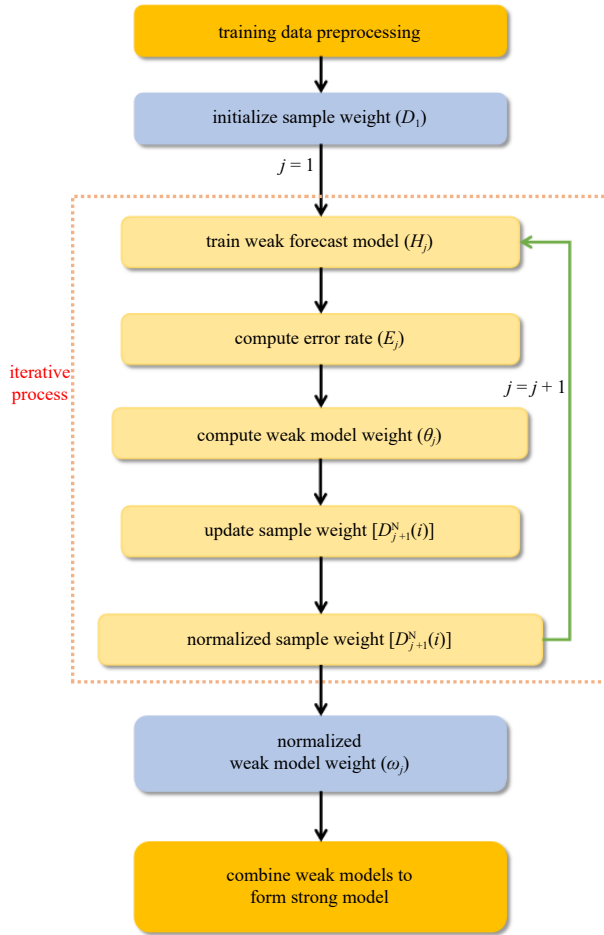 training data preprocessing
initialize sample weight (D₁)
j = 1
train weak forecast model (Hⱼ)
compute error rate (Eⱼ)
iterative
process
j = j + 1
compute weak model weight (θⱼ)
update sample weight [Dᴺⱼ₊₁(i)]
normalized sample weight [Dᴺⱼ₊₁(i)]
normalized
weak model weight (ωⱼ)
combine weak models to
form strong model